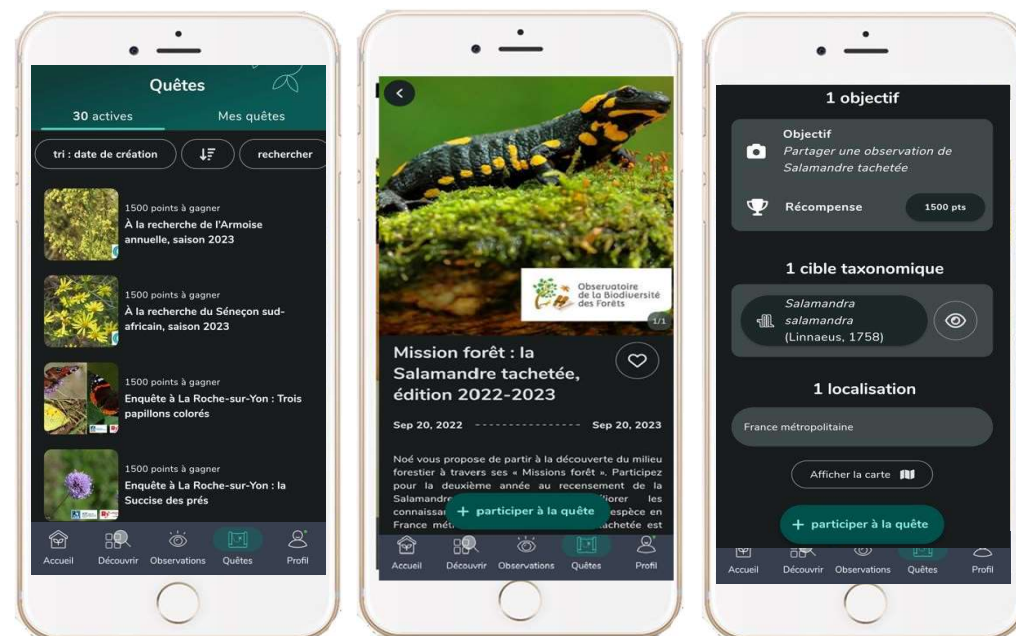 Quêtes
30 actives
Mes quêtes
tri : date de création
rechercher
1500 points à gagner
À la recherche de l'Armoise
annuelle, saison 2023
1500 points à gagner
À la recherche du Séneçon sud-
africain, saison 2023
1500 points à gagner
Enquête à La Roche-sur-Yon : Trois
papillons colorés
1500 points à gagner
Enquête à La Roche-sur-Yon : la
Succise des prés
Accueil Découvrir Observations Quêtes Profil
Observatoire
de la Biodiversité
des Forêts
1/1
Mission forêt : la
Salamandre tachetée,
édition 2022-2023
Sep 20, 2022 Sep 20, 2023
Noé vous propose de partir à la découverte du milieu
forestier à travers ses « Missions forêt ». Participez
pour la deuxième année au recensement de la
Salamandre les
espèce en
France
+ participer à la quête
est
Accueil Découvrir Observations Quêtes Profil
1 objectif
Objectif
Partager une observation de
Salamandre tachetée
Récompense
1500 pts
1 cible taxonomique
Salamandra
salamandra
(Linnaeus, 1758)
1 localisation
France métropolitaine
Afficher la carte
+ participer à la quête
Accueil Découvrir Observations Quêtes Profil